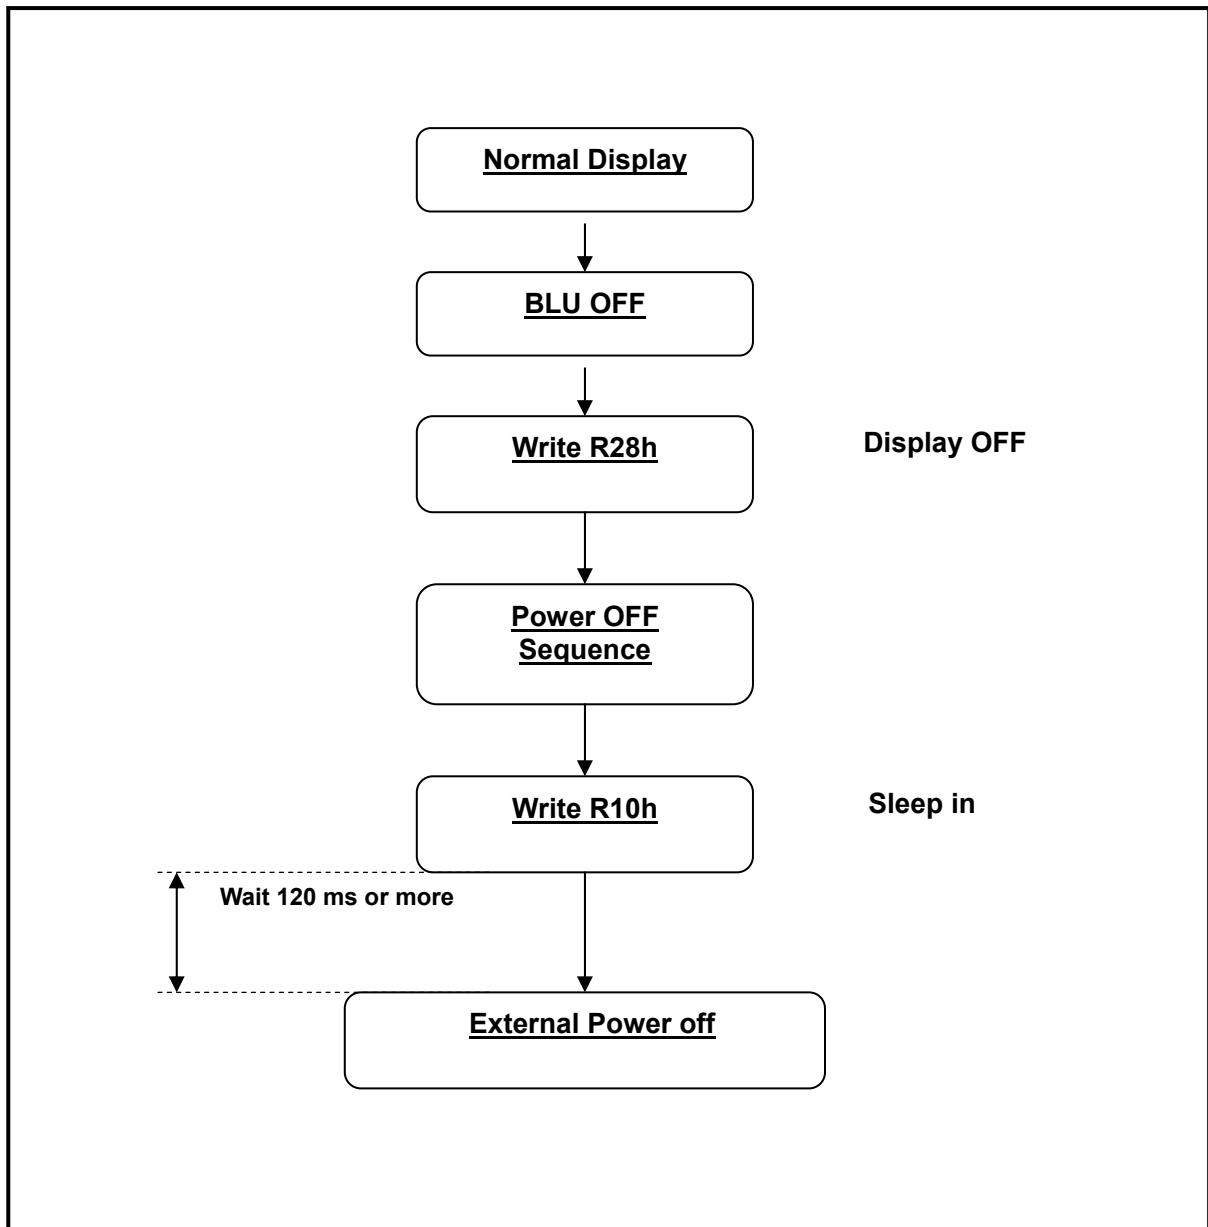 Normal Display
BLU OFF
Write R28h
Display OFF
Power OFF
Sequence
Write R10h
Sleep in
Wait 120 ms or more
External Power off